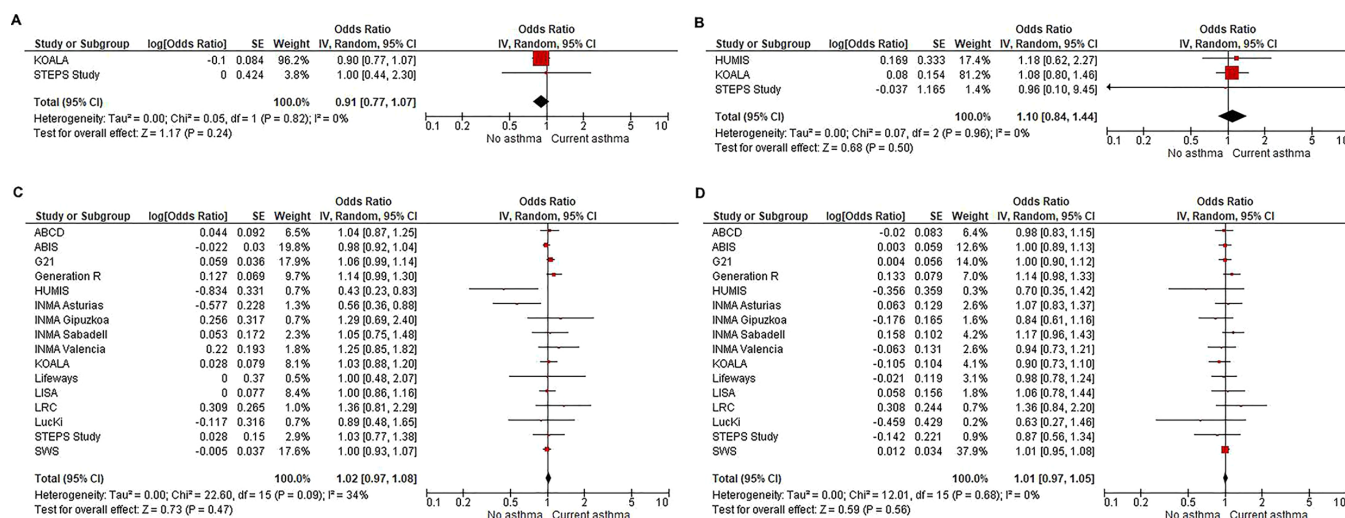 A
Odds Ratio Odds Ratio
Study or Subgroup log[Odds Ratio] SE Weight IV, Random, 95% CI IV, Random, 95% CI
KOALA -0.1 0.084 96.2% 0.90 [0.77, 1.07]
STEPS Study 0 0.424 3.8% 1.00 [0.44, 2.30]
Total (95% CI) 100.0% 0.91 [0.77, 1.07]
Heterogeneity: Tau² = 0.00; Chi² = 0.05, df = 1 (P = 0.82); I² = 0%
Test for overall effect: Z = 1.17 (P = 0.24)
0.1 0.2 0.5 1 2 5 10
No asthma Current asthma
B
Odds Ratio Odds Ratio
Study or Subgroup log[Odds Ratio] SE Weight IV, Random, 95% CI IV, Random, 95% CI
HUMIS 0.169 0.333 17.4% 1.18 [0.62, 2.27]
KOALA 0.08 0.154 81.2% 1.08 [0.80, 1.46]
STEPS Study -0.037 1.165 1.4% 0.96 [0.10, 9.45]
Total (95% CI) 100.0% 1.10 [0.84, 1.44]
Heterogeneity: Tau² = 0.00; Chi² = 0.07, df = 2 (P = 0.96); I² = 0%
Test for overall effect: Z = 0.68 (P = 0.50)
0.1 0.2 0.5 1 2 5 10
No asthma Current asthma
C
Odds Ratio Odds Ratio
Study or Subgroup log[Odds Ratio] SE Weight IV, Random, 95% CI IV, Random, 95% CI
ABCD 0.044 0.092 6.5% 1.04 [0.87, 1.25]
ABIS -0.022 0.03 19.8% 0.98 [0.92, 1.04]
G21 0.059 0.036 17.9% 1.06 [0.99, 1.14]
Generation R 0.127 0.069 9.7% 1.14 [0.99, 1.30]
HUMIS -0.834 0.331 0.7% 0.43 [0.23, 0.83]
INMA Asturias -0.577 0.228 1.3% 0.56 [0.36, 0.88]
INMA Gipuzkoa 0.256 0.317 0.7% 1.29 [0.69, 2.40]
INMA Sabadell 0.053 0.172 2.3% 1.05 [0.75, 1.48]
INMA Valencia 0.22 0.193 1.8% 1.25 [0.85, 1.82]
KOALA 0.028 0.079 8.1% 1.03 [0.88, 1.20]
Lifeways 0 0.37 0.5% 1.00 [0.48, 2.07]
LISA 0 0.077 8.4% 1.00 [0.86, 1.16]
LRC 0.309 0.265 1.0% 1.36 [0.81, 2.29]
LucKi -0.117 0.316 0.7% 0.89 [0.48, 1.65]
STEPS Study 0.028 0.15 2.9% 1.03 [0.77, 1.38]
SWS -0.005 0.037 17.6% 1.00 [0.93, 1.07]
Total (95% CI) 100.0% 1.02 [0.97, 1.08]
Heterogeneity: Tau² = 0.00; Chi² = 22.60, df = 15 (P = 0.09); I² = 34%
Test for overall effect: Z = 0.73 (P = 0.47)
0.1 0.2 0.5 1 2 5 10
No asthma Current asthma
D
Odds Ratio Odds Ratio
Study or Subgroup log[Odds Ratio] SE Weight IV, Random, 95% CI IV, Random, 95% CI
ABCD -0.02 0.083 6.4% 0.98 [0.83, 1.15]
ABIS 0.003 0.059 12.6% 1.00 [0.89, 1.13]
G21 0.004 0.056 14.0% 1.00 [0.90, 1.12]
Generation R 0.133 0.079 7.0% 1.14 [0.98, 1.33]
HUMIS -0.356 0.359 0.3% 0.70 [0.35, 1.42]
INMA Asturias 0.063 0.129 2.6% 1.07 [0.83, 1.37]
INMA Gipuzkoa -0.176 0.165 1.6% 0.84 [0.61, 1.16]
INMA Sabadell 0.158 0.102 4.2% 1.17 [0.96, 1.43]
INMA Valencia -0.063 0.131 2.6% 0.94 [0.73, 1.21]
KOALA -0.105 0.104 4.1% 0.90 [0.73, 1.10]
Lifeways -0.021 0.119 3.1% 0.98 [0.78, 1.24]
LISA 0.058 0.156 1.8% 1.06 [0.78, 1.44]
LRC 0.308 0.244 0.7% 1.36 [0.84, 2.20]
LucKi -0.459 0.429 0.2% 0.63 [0.27, 1.46]
STEPS Study -0.142 0.221 0.9% 0.87 [0.56, 1.34]
SWS 0.012 0.034 37.9% 1.01 [0.95, 1.08]
Total (95% CI) 100.0% 1.01 [0.97, 1.05]
Heterogeneity: Tau² = 0.00; Chi² = 12.01, df = 15 (P = 0.68); I² = 0%
Test for overall effect: Z = 0.59 (P = 0.56)
0.1 0.2 0.5 1 2 5 10
No asthma Current asthma